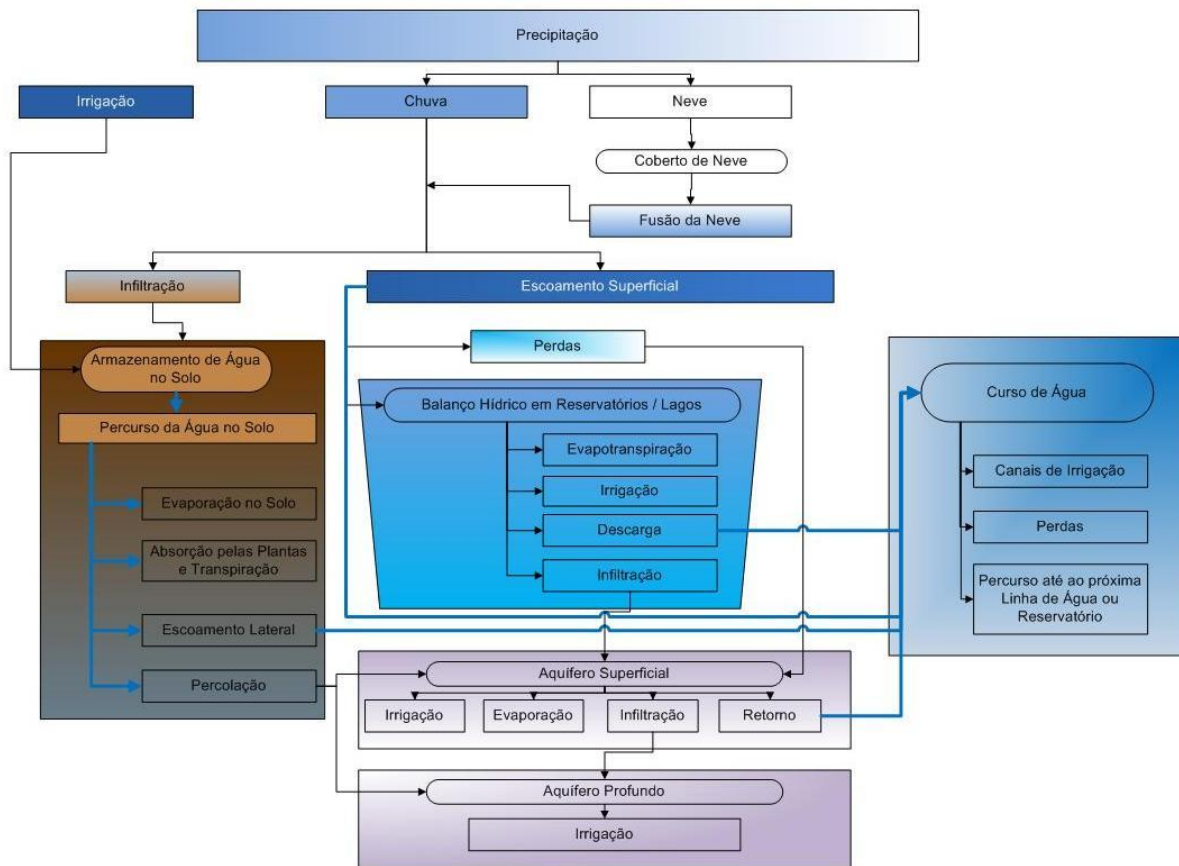 Precipitação
Irrigação
Chuva
Neve
Coberto de Neve
Fusão da Neve
Infiltração
Escoamento Superficial
Armazenamento de Água
no Solo
Percurso da Água no Solo
Evaporação no Solo
Absorção pelas Plantas
e Transpiração
Escoamento Lateral
Percolação
Perdas
Balanço Hídrico em Reservatórios / Lagos
Evapotranspiração
Irrigação
Descarga
Infiltração
Curso de Água
Canais de Irrigação
Perdas
Percurso até ao próxima
Linha de Água ou
Reservatório
Aquífero Superficial
Irrigação
Evaporação
Infiltração
Retorno
Aquífero Profundo
Irrigação